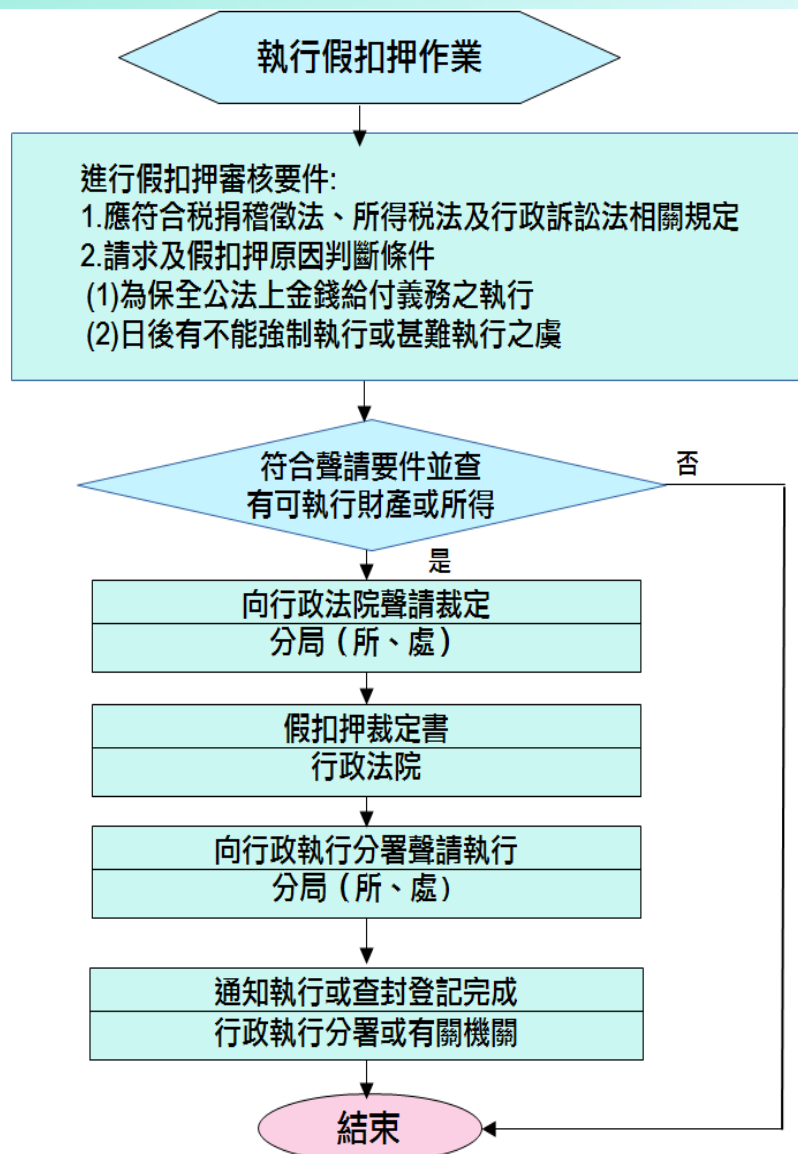 執行假扣押作業
進行假扣押審核要件:
1.應符合税捐稽徵法、所得税法及行政訴訟法相關規定
2.請求及假扣押原因判斷條件
(1)為保全公法上金錢給付義務之執行
(2)日後有不能強制執行或甚難執行之虞
符合聲請要件並查
有可執行財產或所得
否
是
向行政法院聲請裁定
分局（所、處）
假扣押裁定書
行政法院
向行政執行分署聲請執行
分局（所、處）
通知執行或查封登記完成
行政執行分署或有關機關
結束